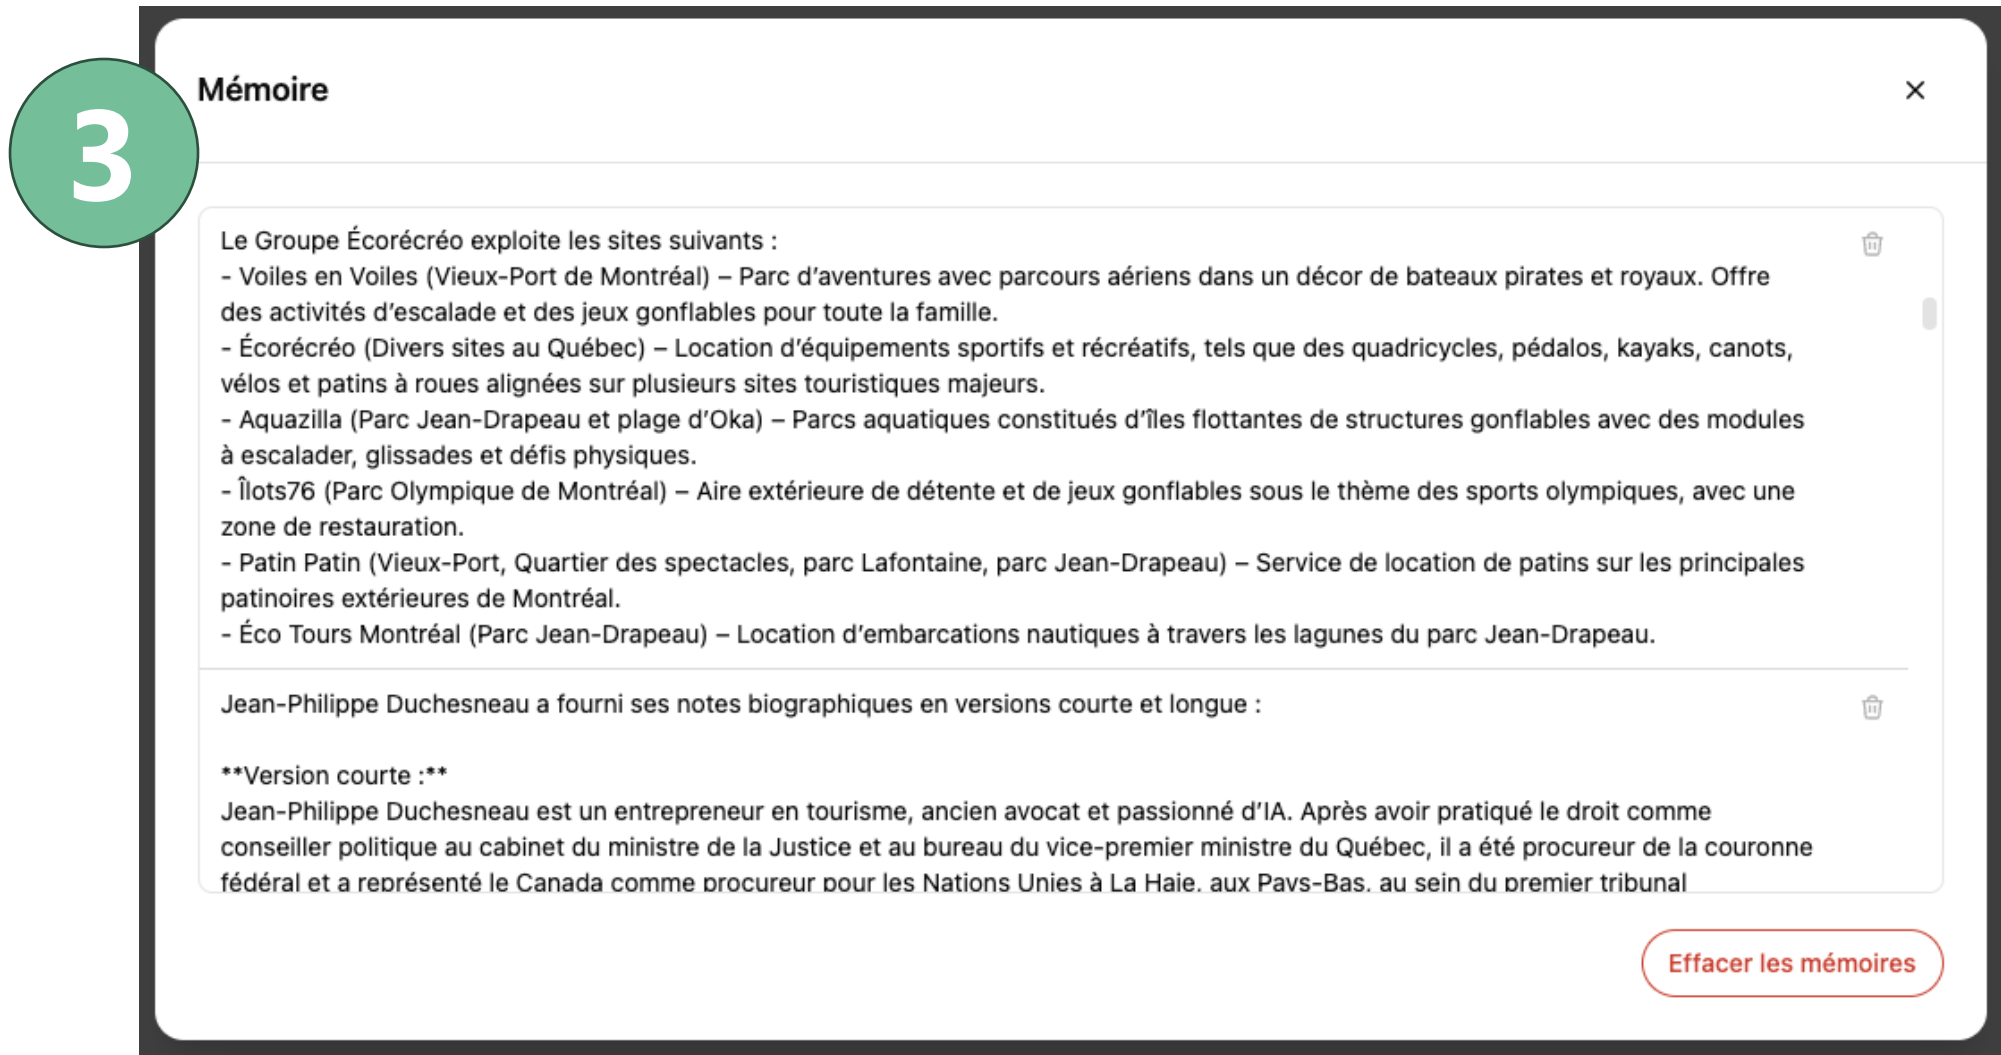 3
Mémoire
Le Groupe Écorécréo exploite les sites suivants :
- Voiles en Voiles (Vieux-Port de Montréal) – Parc d’aventures avec parcours aériens dans un décor de bateaux pirates et royaux. Offre
des activités d’escalade et des jeux gonflables pour toute la famille.
- Écorécréo (Divers sites au Québec) – Location d’équipements sportifs et récréatifs, tels que des quadricycles, pédalos, kayaks, canots,
vélos et patins à roues alignées sur plusieurs sites touristiques majeurs.
- Aquazilla (Parc Jean-Drapeau et plage d’Oka) – Parcs aquatiques constitués d’îles flottantes de structures gonflables avec des modules
à escalader, glissades et défis physiques.
- Îlots76 (Parc Olympique de Montréal) – Aire extérieure de détente et de jeux gonflables sous le thème des sports olympiques, avec une
zone de restauration.
- Patin Patin (Vieux-Port, Quartier des spectacles, parc Lafontaine, parc Jean-Drapeau) – Service de location de patins sur les principales
patinoires extérieures de Montréal.
- Éco Tours Montréal (Parc Jean-Drapeau) – Location d’embarcations nautiques à travers les lagunes du parc Jean-Drapeau.
Jean-Philippe Duchesneau a fourni ses notes biographiques en versions courte et longue :
**Version courte :**
Jean-Philippe Duchesneau est un entrepreneur en tourisme, ancien avocat et passionné d’IA. Après avoir pratiqué le droit comme
conseiller politique au cabinet du ministre de la Justice et au bureau du vice-premier ministre du Québec, il a été procureur de la couronne
fédéral et a représenté le Canada comme procureur pour les Nations Unies à La Haie, aux Pays-Bas, au sein du premier tribunal
Effacer les mémoires